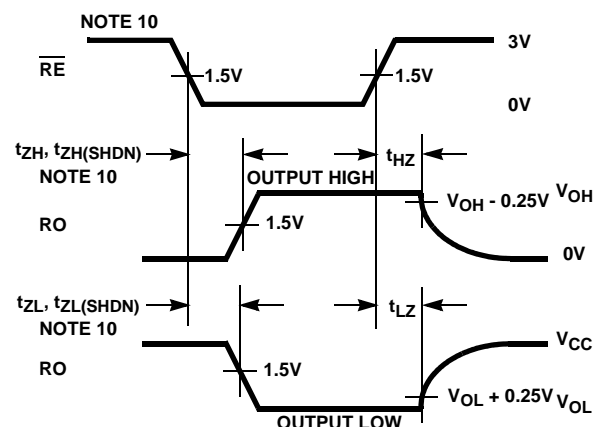 NOTE 10
3V
RE
1.5V
1.5V
0V
tZH, tZH(SHDN)
NOTE 10
tHZ
OUTPUT HIGH
VOH - 0.25V VOH
RO
1.5V
0V
tZL, tZL(SHDN)
NOTE 10
tLZ
VCC
RO
1.5V
VOL + 0.25V VOL
OUTPUT LOW